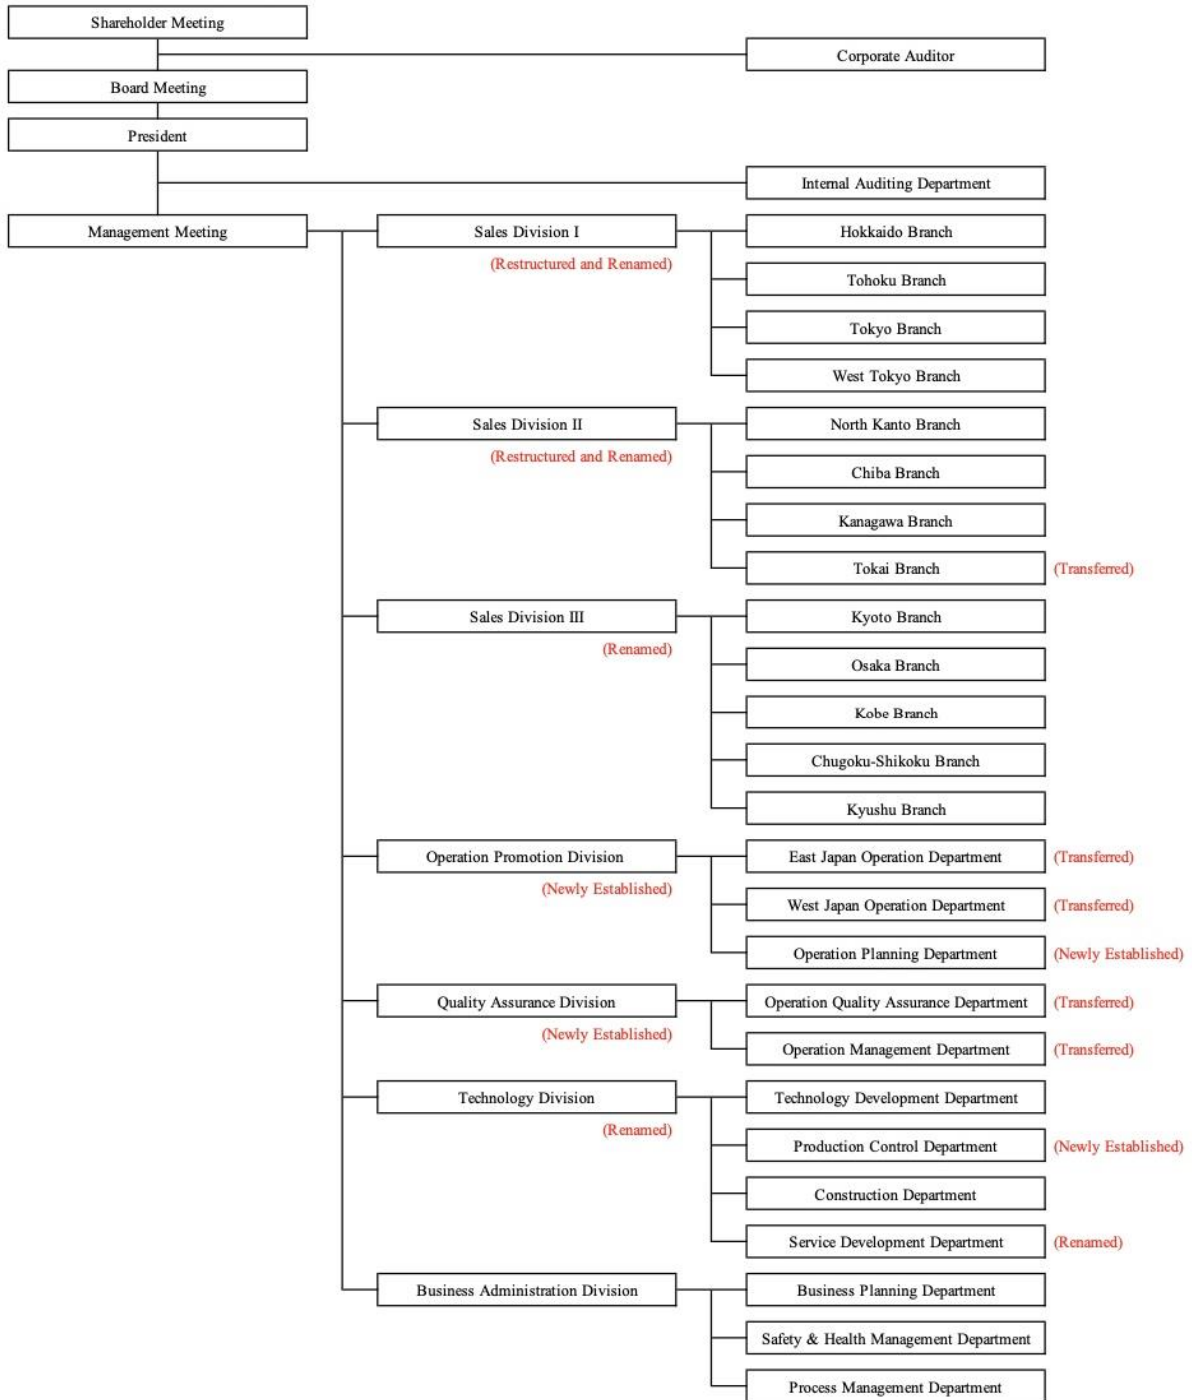 Shareholder Meeting
Corporate Auditor
Board Meeting
President
Internal Auditing Department
Management Meeting
Sales Division I
(Restructured and Renamed)
Hokkaido Branch
Tohoku Branch
Tokyo Branch
West Tokyo Branch
Sales Division II
(Restructured and Renamed)
North Kanto Branch
Chiba Branch
Kanagawa Branch
Tokai Branch
(Transferred)
Sales Division III
(Renamed)
Kyoto Branch
Osaka Branch
Kobe Branch
Chugoku-Shikoku Branch
Kyushu Branch
Operation Promotion Division
(Newly Established)
East Japan Operation Department
(Transferred)
West Japan Operation Department
(Transferred)
Operation Planning Department
(Newly Established)
Quality Assurance Division
(Newly Established)
Operation Quality Assurance Department
(Transferred)
Operation Management Department
(Transferred)
Technology Division
(Renamed)
Technology Development Department
Production Control Department
(Newly Established)
Construction Department
Service Development Department
(Renamed)
Business Administration Division
Business Planning Department
Safety & Health Management Department
Process Management Department